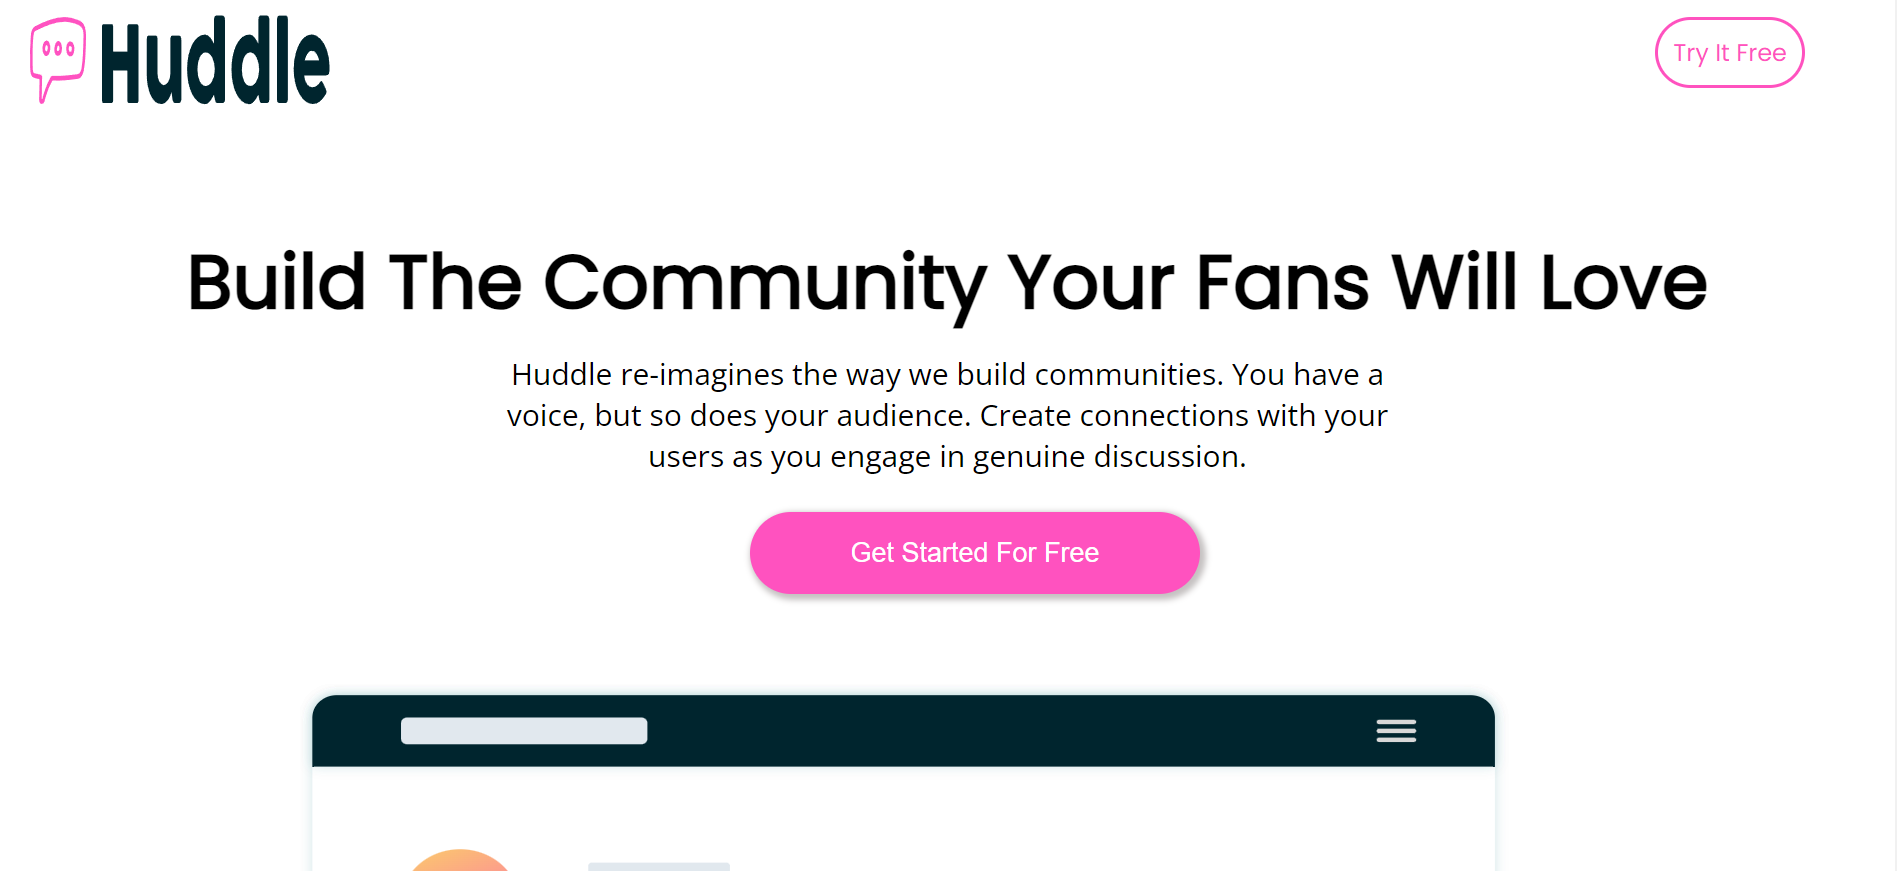 Huddle
Try It Free
Build The Community Your Fans Will Love
Huddle re-imagines the way we build communities. You have a
voice, but so does your audience. Create connections with your
users as you engage in genuine discussion.
Get Started For Free